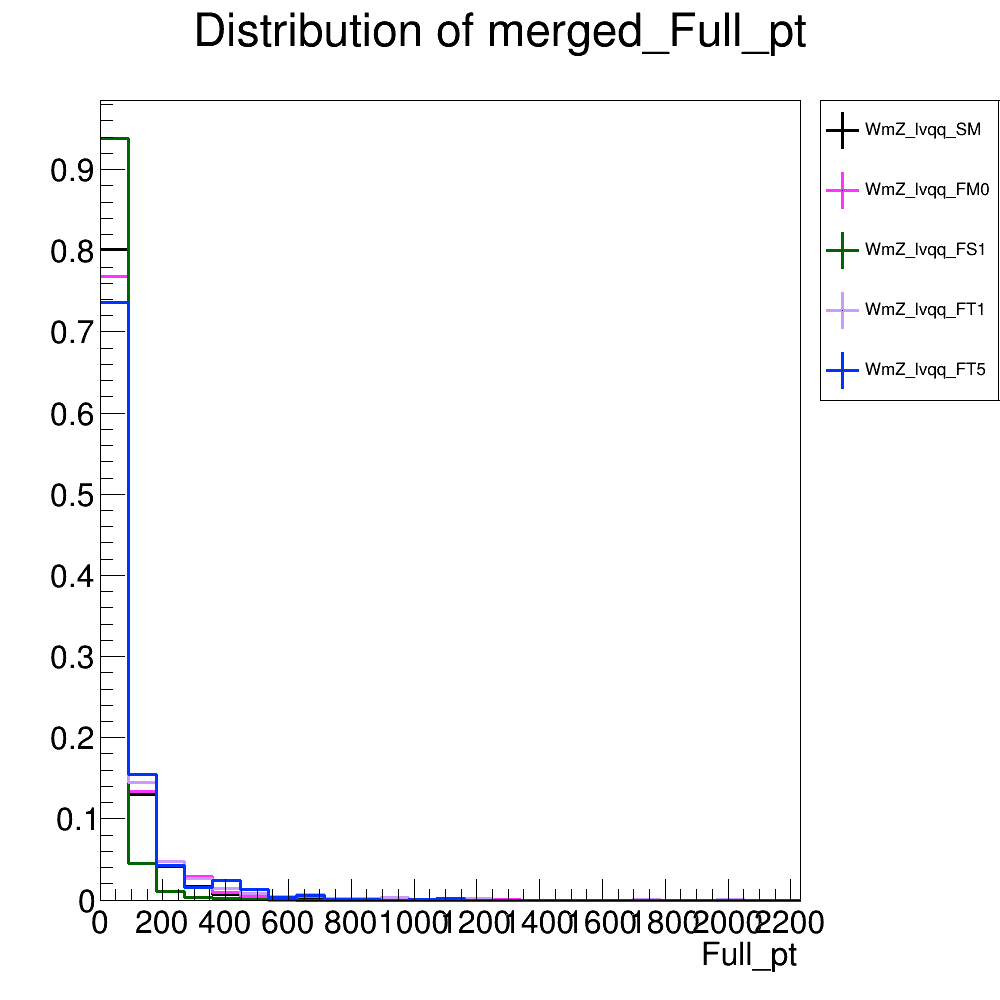 Distribution of merged_Full_pt
WmZ_lvqq_SM
WmZ_lvqq_FM0
WmZ_lvqq_FS1
WmZ_lvqq_FT1
WmZ_lvqq_FT5
0.9
0.8
0.7
0.6
0.5
0.4
0.3
0.2
0.1
0
0 200 400 600 800 1000 1200 1400 1600 1800 2000 2200
Full_pt